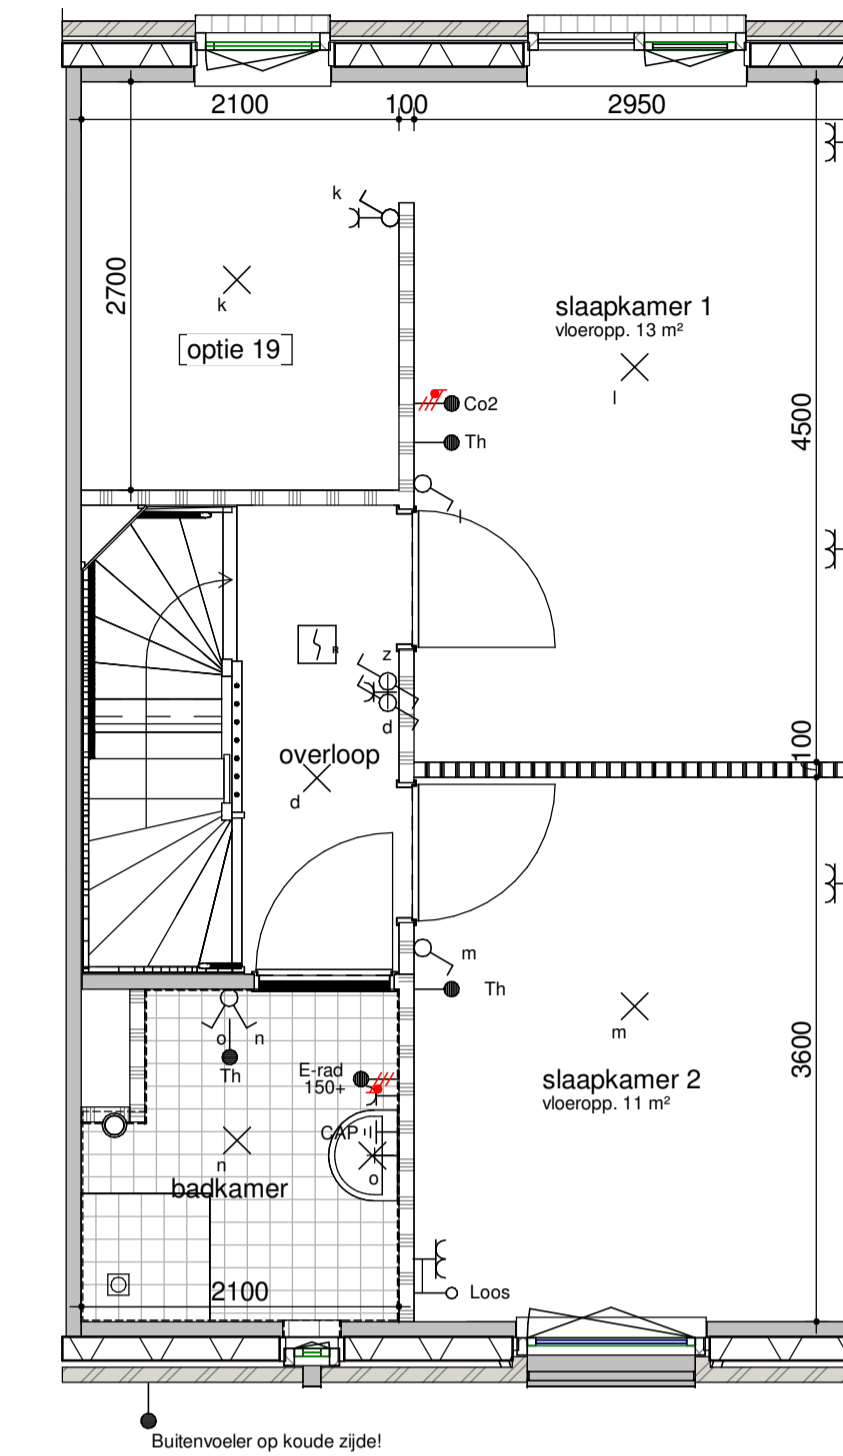 2100
100
2950
k
2700
k
optie 19
slaapkamer 1
vloeropp. 13 m²
l
Co2
Th
4500
l
R
z
d
overloop
d
100
m
Th
o
n
Th
E-rad
150+
m
3600
slaapkamer 2
vloeropp. 11 m²
CAP
n
o
badkamer
2100
Loos
Buitenvoeler op koude zijde!